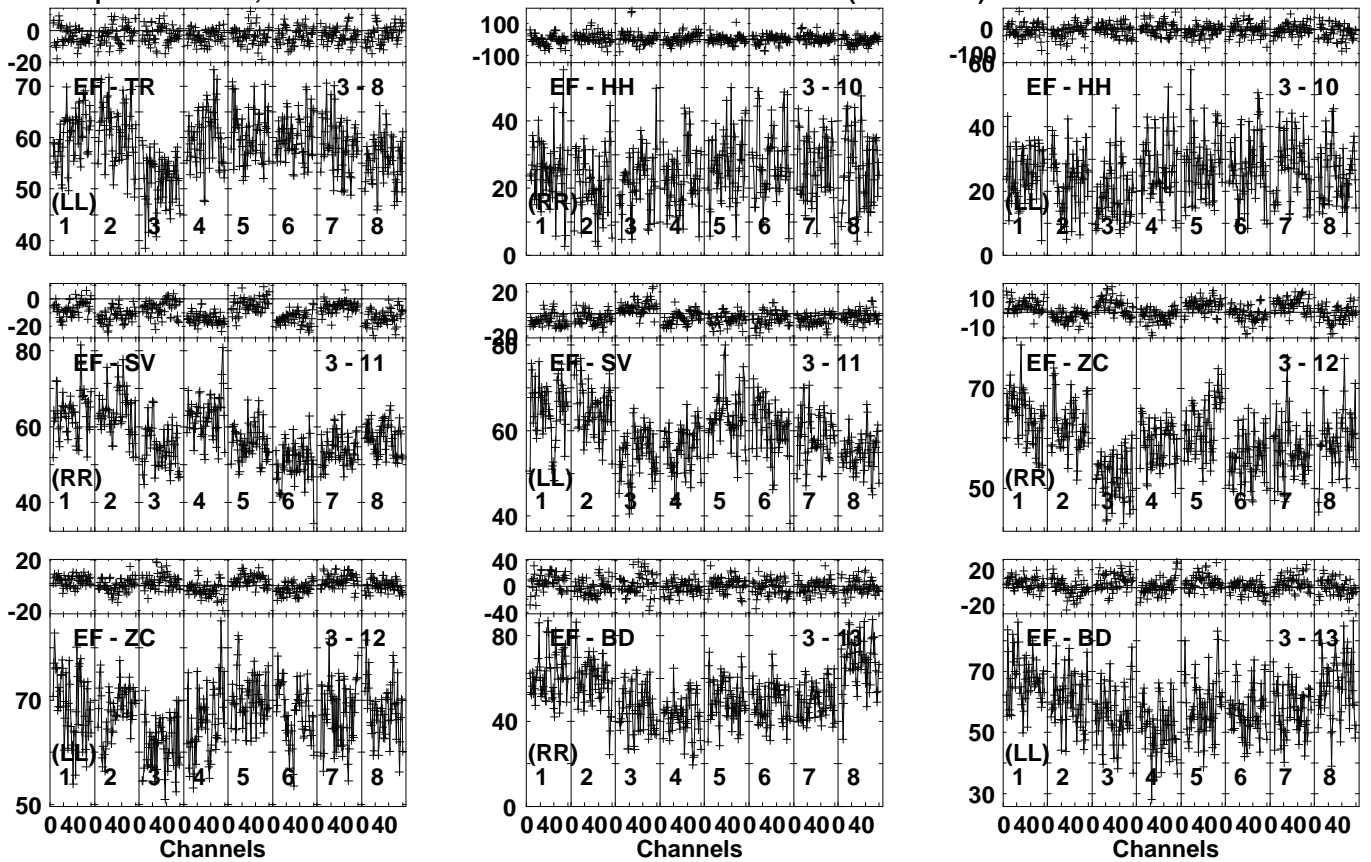 0 100 0
-20 -100 -100
70 EF - TR 3 - 8 EF - HH 3 - 10 60 EF - HH 3 - 10
60 60 40
50 40 20
40 20 0
(LL) (RR) (LL)
1 2 3 4 5 6 7 8 1 2 3 4 5 6 7 8 1 2 3 4 5 6 7 8
0
0 20 10
-20 -20 -10
80 EF - SV 3 - 11 80 EF - SV 3 - 11 EF - ZC 3 - 12
60 60 70
(RR) (LL) (RR)
1 2 3 4 5 6 7 8 1 2 3 4 5 6 7 8 1 2 3 4 5 6 7 8
40 40 50
20 40 20
0
-20 -40 -20
EF - ZC 3 - 12 80 EF - BD 3 - 13 EF - BD 3 - 13
70 40 70
50
(LL) (RR) (LL)
1 2 3 4 5 6 7 8 1 2 3 4 5 6 7 8 1 2 3 4 5 6 7 8
50 0 30
0 40 0 40 0 40 0 40 0 40 0 40 0 40 0 40 0 40 0 40 0 40 0 40 0 40 0 40 0 40 0 40 0 40 0 40 0 40 0 40 0 40 0 40 0 40 0 40
Channels Channels Channels